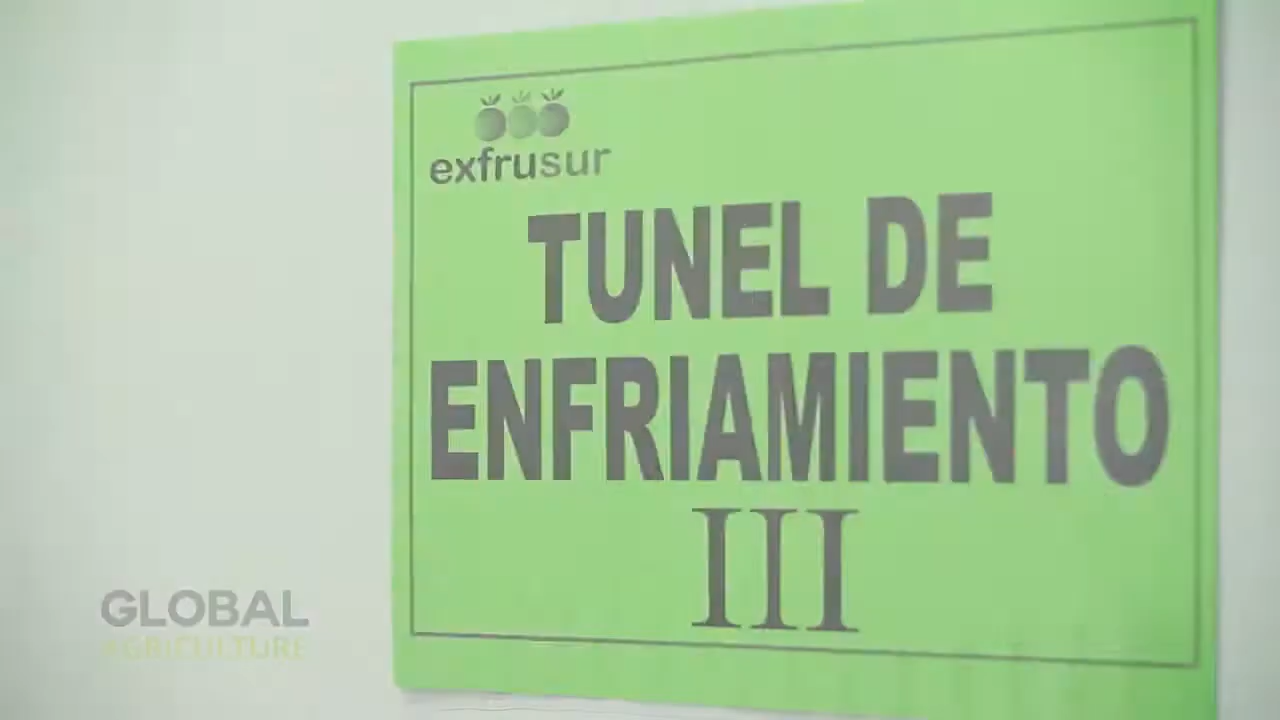 exfrusur
TUNEL DE
ENFRIAMIENTO
III
GLOBAL
AGRICULTURE